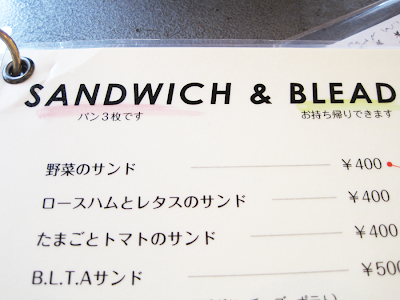 SANDWICH & BLEAD
パン３枚です お持ち帰りできます
野菜のサンド ￥400
ロースハムとレタスのサンド ￥400
たまごとトマトのサンド ￥400
B.L.T.Aサンド ￥500